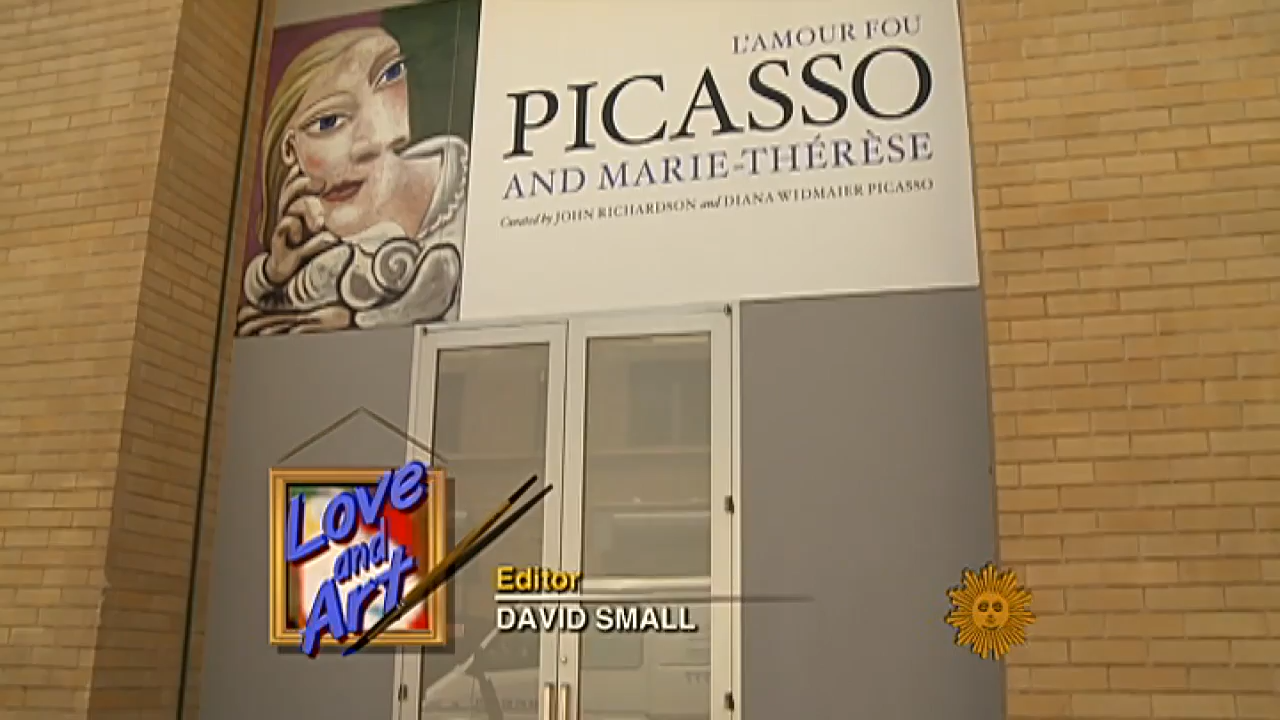 L'AMOUR FOU
PICASSO
AND MARIE-THÉRÈSE
Curated by JOHN RICHARDSON and DIANA WIDMAIER PICASSO
Love
and
Art
Editor
DAVID SMALL